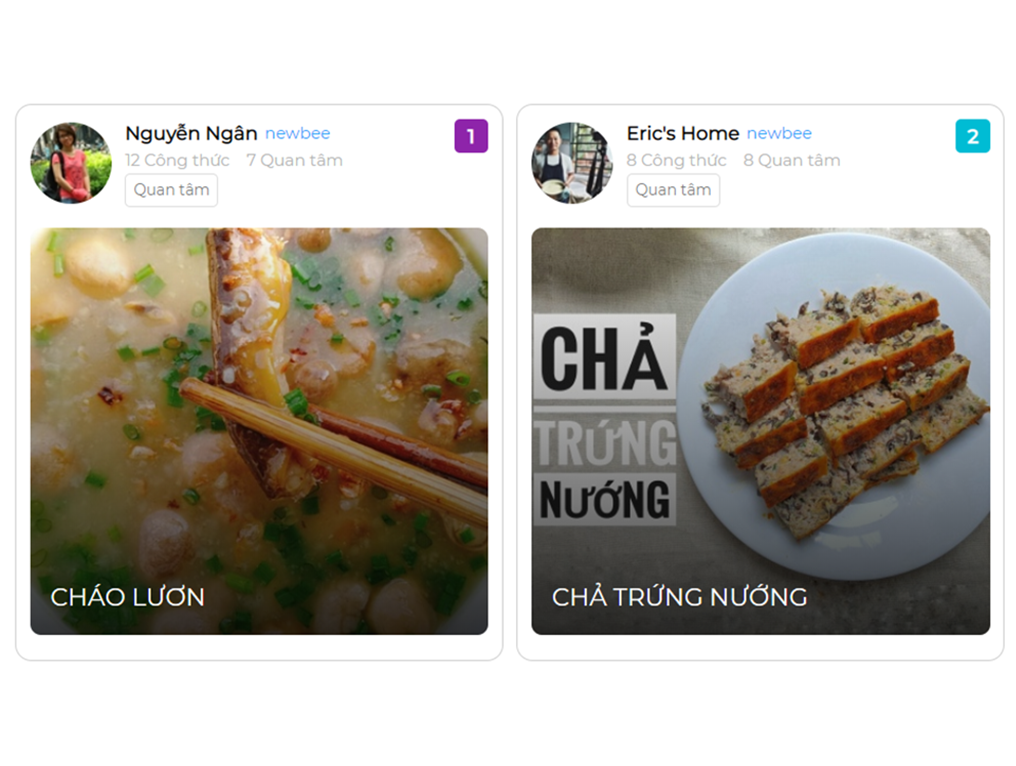 Nguyễn Ngân newbee
1
12 Công thức 7 Quan tâm
Quan tâm
CHÁO LƯƠN
Eric's Home newbee
2
8 Công thức 8 Quan tâm
Quan tâm
CHẢ
TRỨNG
NƯỚNG
CHẢ TRỨNG NƯỚNG